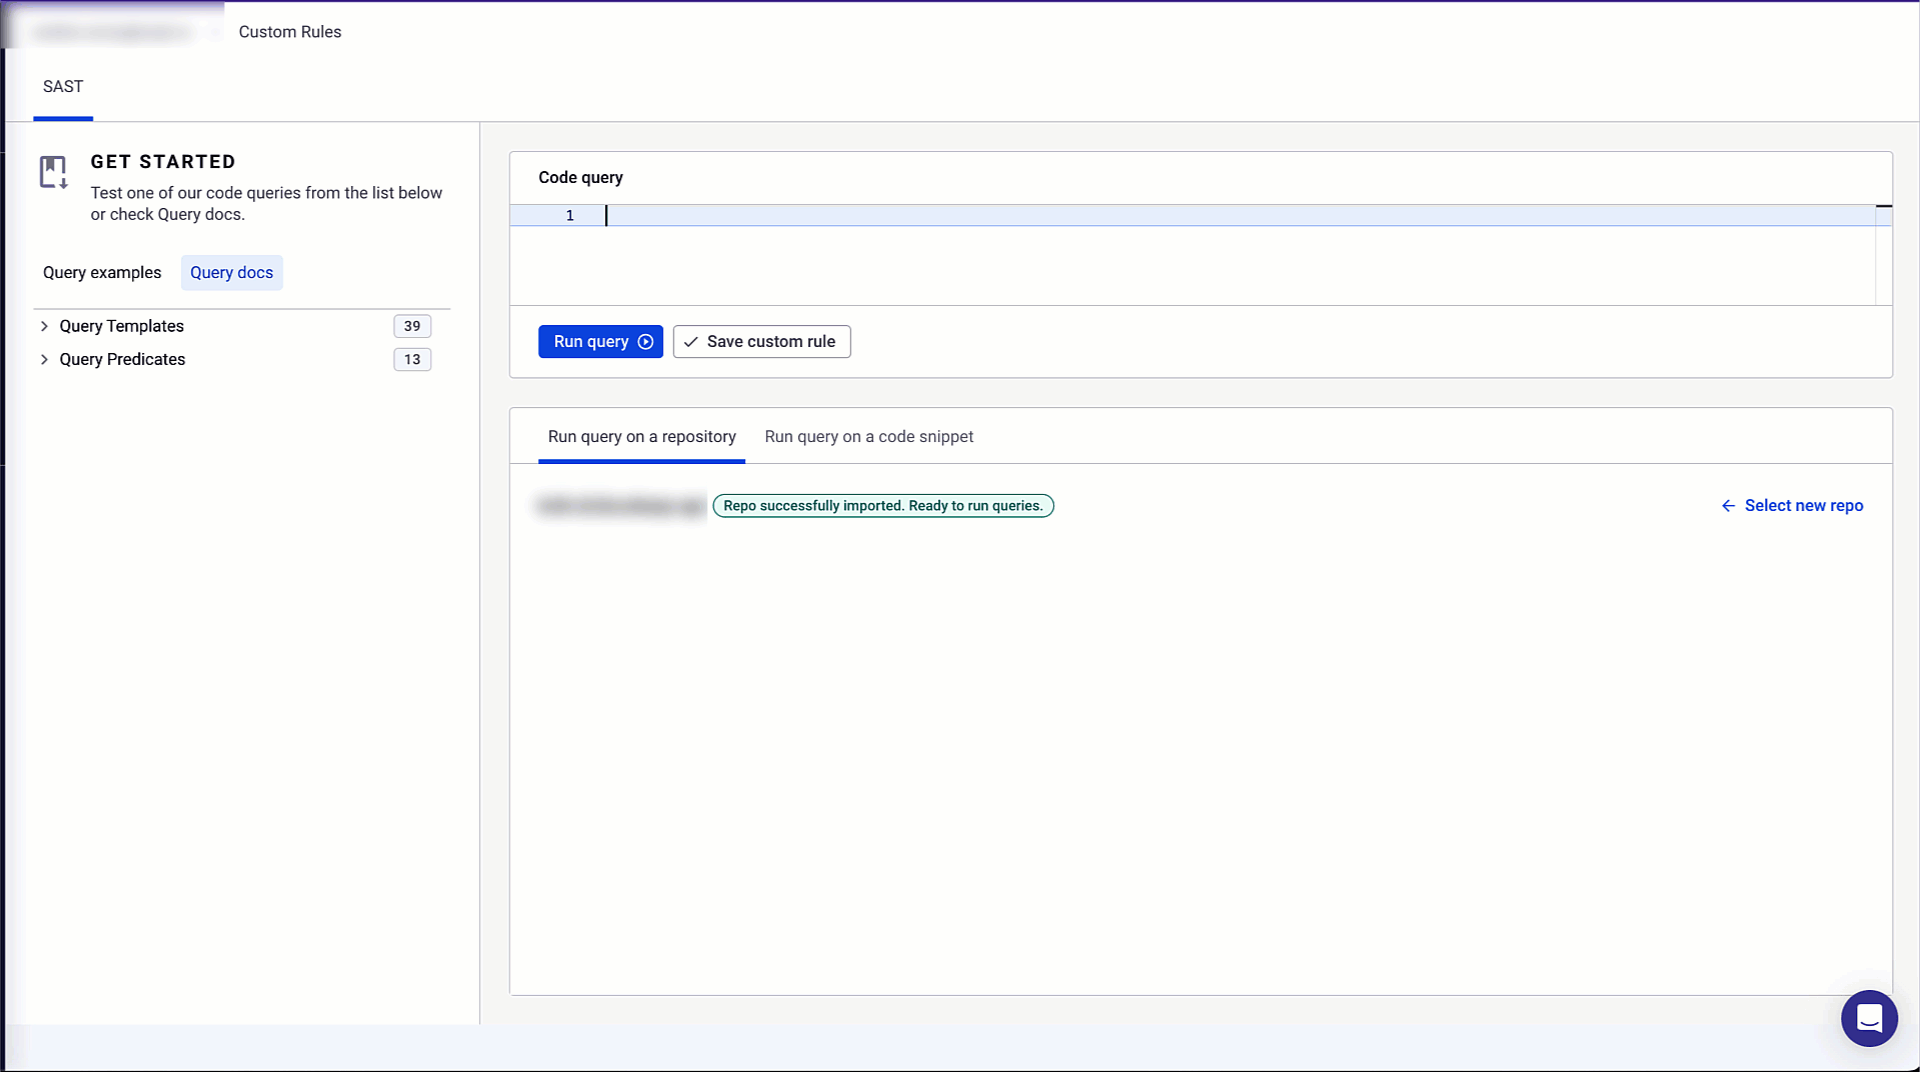 Custom Rules
SAST
GET STARTED
Test one of our code queries from the list below
or check Query docs.
Query examples
Query docs
Query Templates
39
Query Predicates
13
Code query
1
Run query
Save custom rule
Run query on a repository
Run query on a code snippet
Repo successfully imported. Ready to run queries.
Select new repo